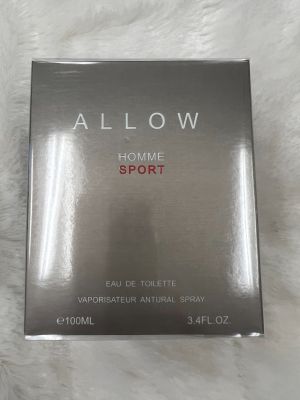 ALLOW
HOMME
SPORT
EAU DE TOILETTE
VAPORISATEUR ANTURAL SPRAY
℮100ML 3.4FL.OZ.